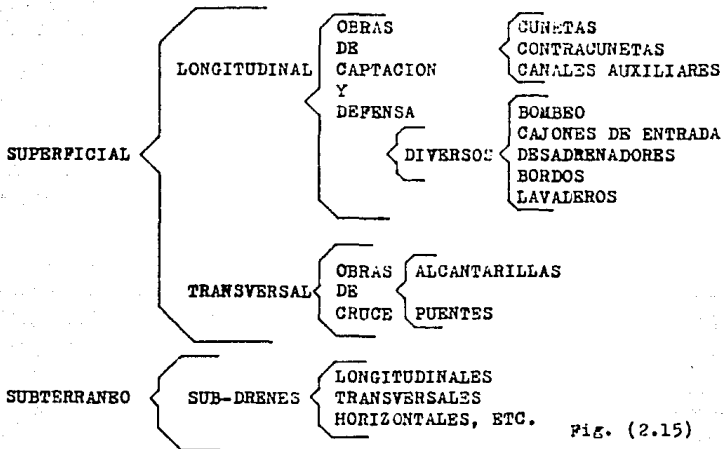 SUPERFICIAL
LONGITUDINAL
OBRAS
DE
CAPTACION
Y
DEFENSA
CUNETAS
CONTRACUNETAS
CANALES AUXILIARES
DIVERSOS
BOMBEO
CAJONES DE ENTRADA
DESADRENADORES
BORDOS
LAVALEROS
TRANSVERSAL
OBRAS
DE
CRUCE
ALCANTARILLAS
PUENTES
SUBTERRANEO
SUB-DRENES
LONGITUDINALES
TRANSVERSALES
HORIZONTALES, ETC.
Fig. (2.15)